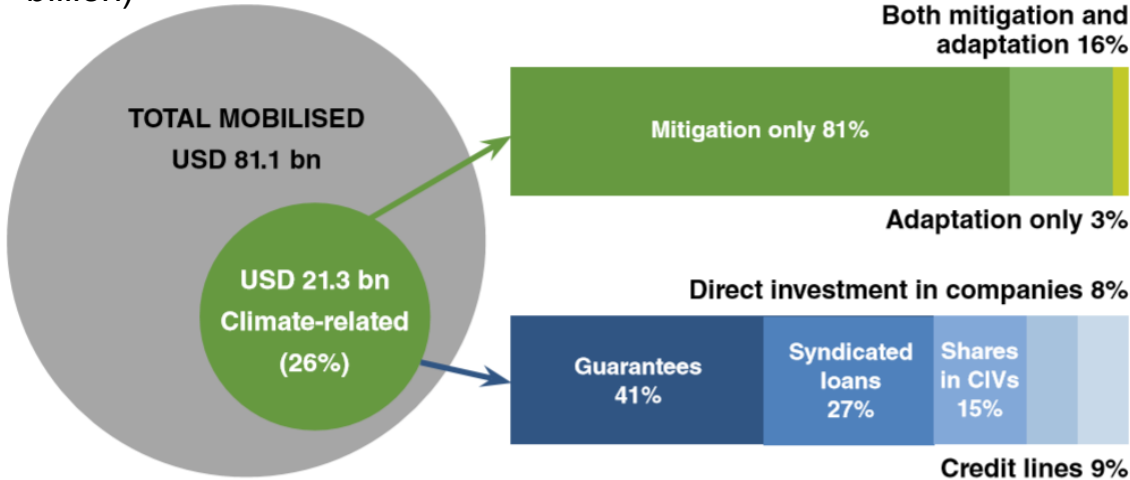 billion)
TOTAL MOBILISED
USD 81.1 bn
USD 21.3 bn
Climate-related
(26%)
Both mitigation and
adaptation 16%
Mitigation only 81%
Adaptation only 3%
Direct investment in companies 8%
Guarantees
41%
Syndicated
loans
27%
Shares
in CIVs
15%
Credit lines 9%